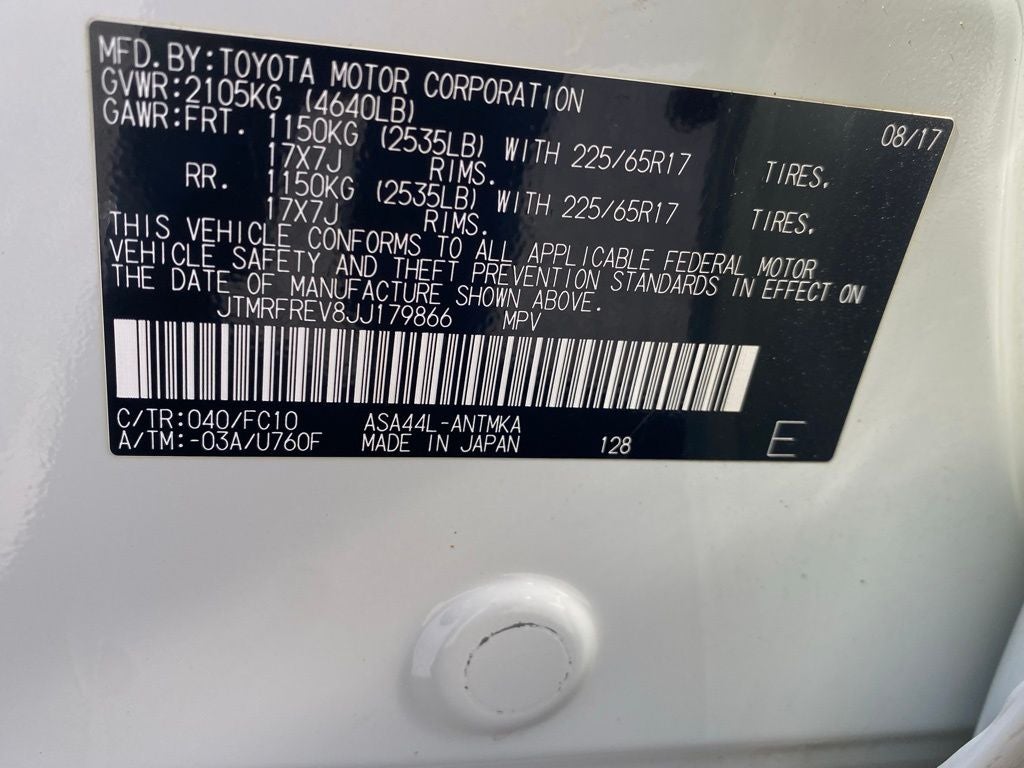 MFD.BY:TOYOTA MOTOR CORPORATION 08/17
GVWR:2105KG (4640LB)
GAWR:FRT. 1150KG (2535LB) WITH 225/65R17 TIRES,
17X7J RIMS.
RR. 1150KG (2535LB) WITH 225/65R17 TIRES,
17X7J RIMS.
THIS VEHICLE CONFORMS TO ALL APPLICABLE FEDERAL MOTOR
VEHICLE SAFETY AND THEFT PREVENTION STANDARDS IN EFFECT ON
THE DATE OF MANUFACTURE SHOWN ABOVE.
JTMRFREV8JJ179866 MPV
C/TR:040/FC10 ASA44L-ANTMKA
A/TM:-03A/U760F MADE IN JAPAN 128 E